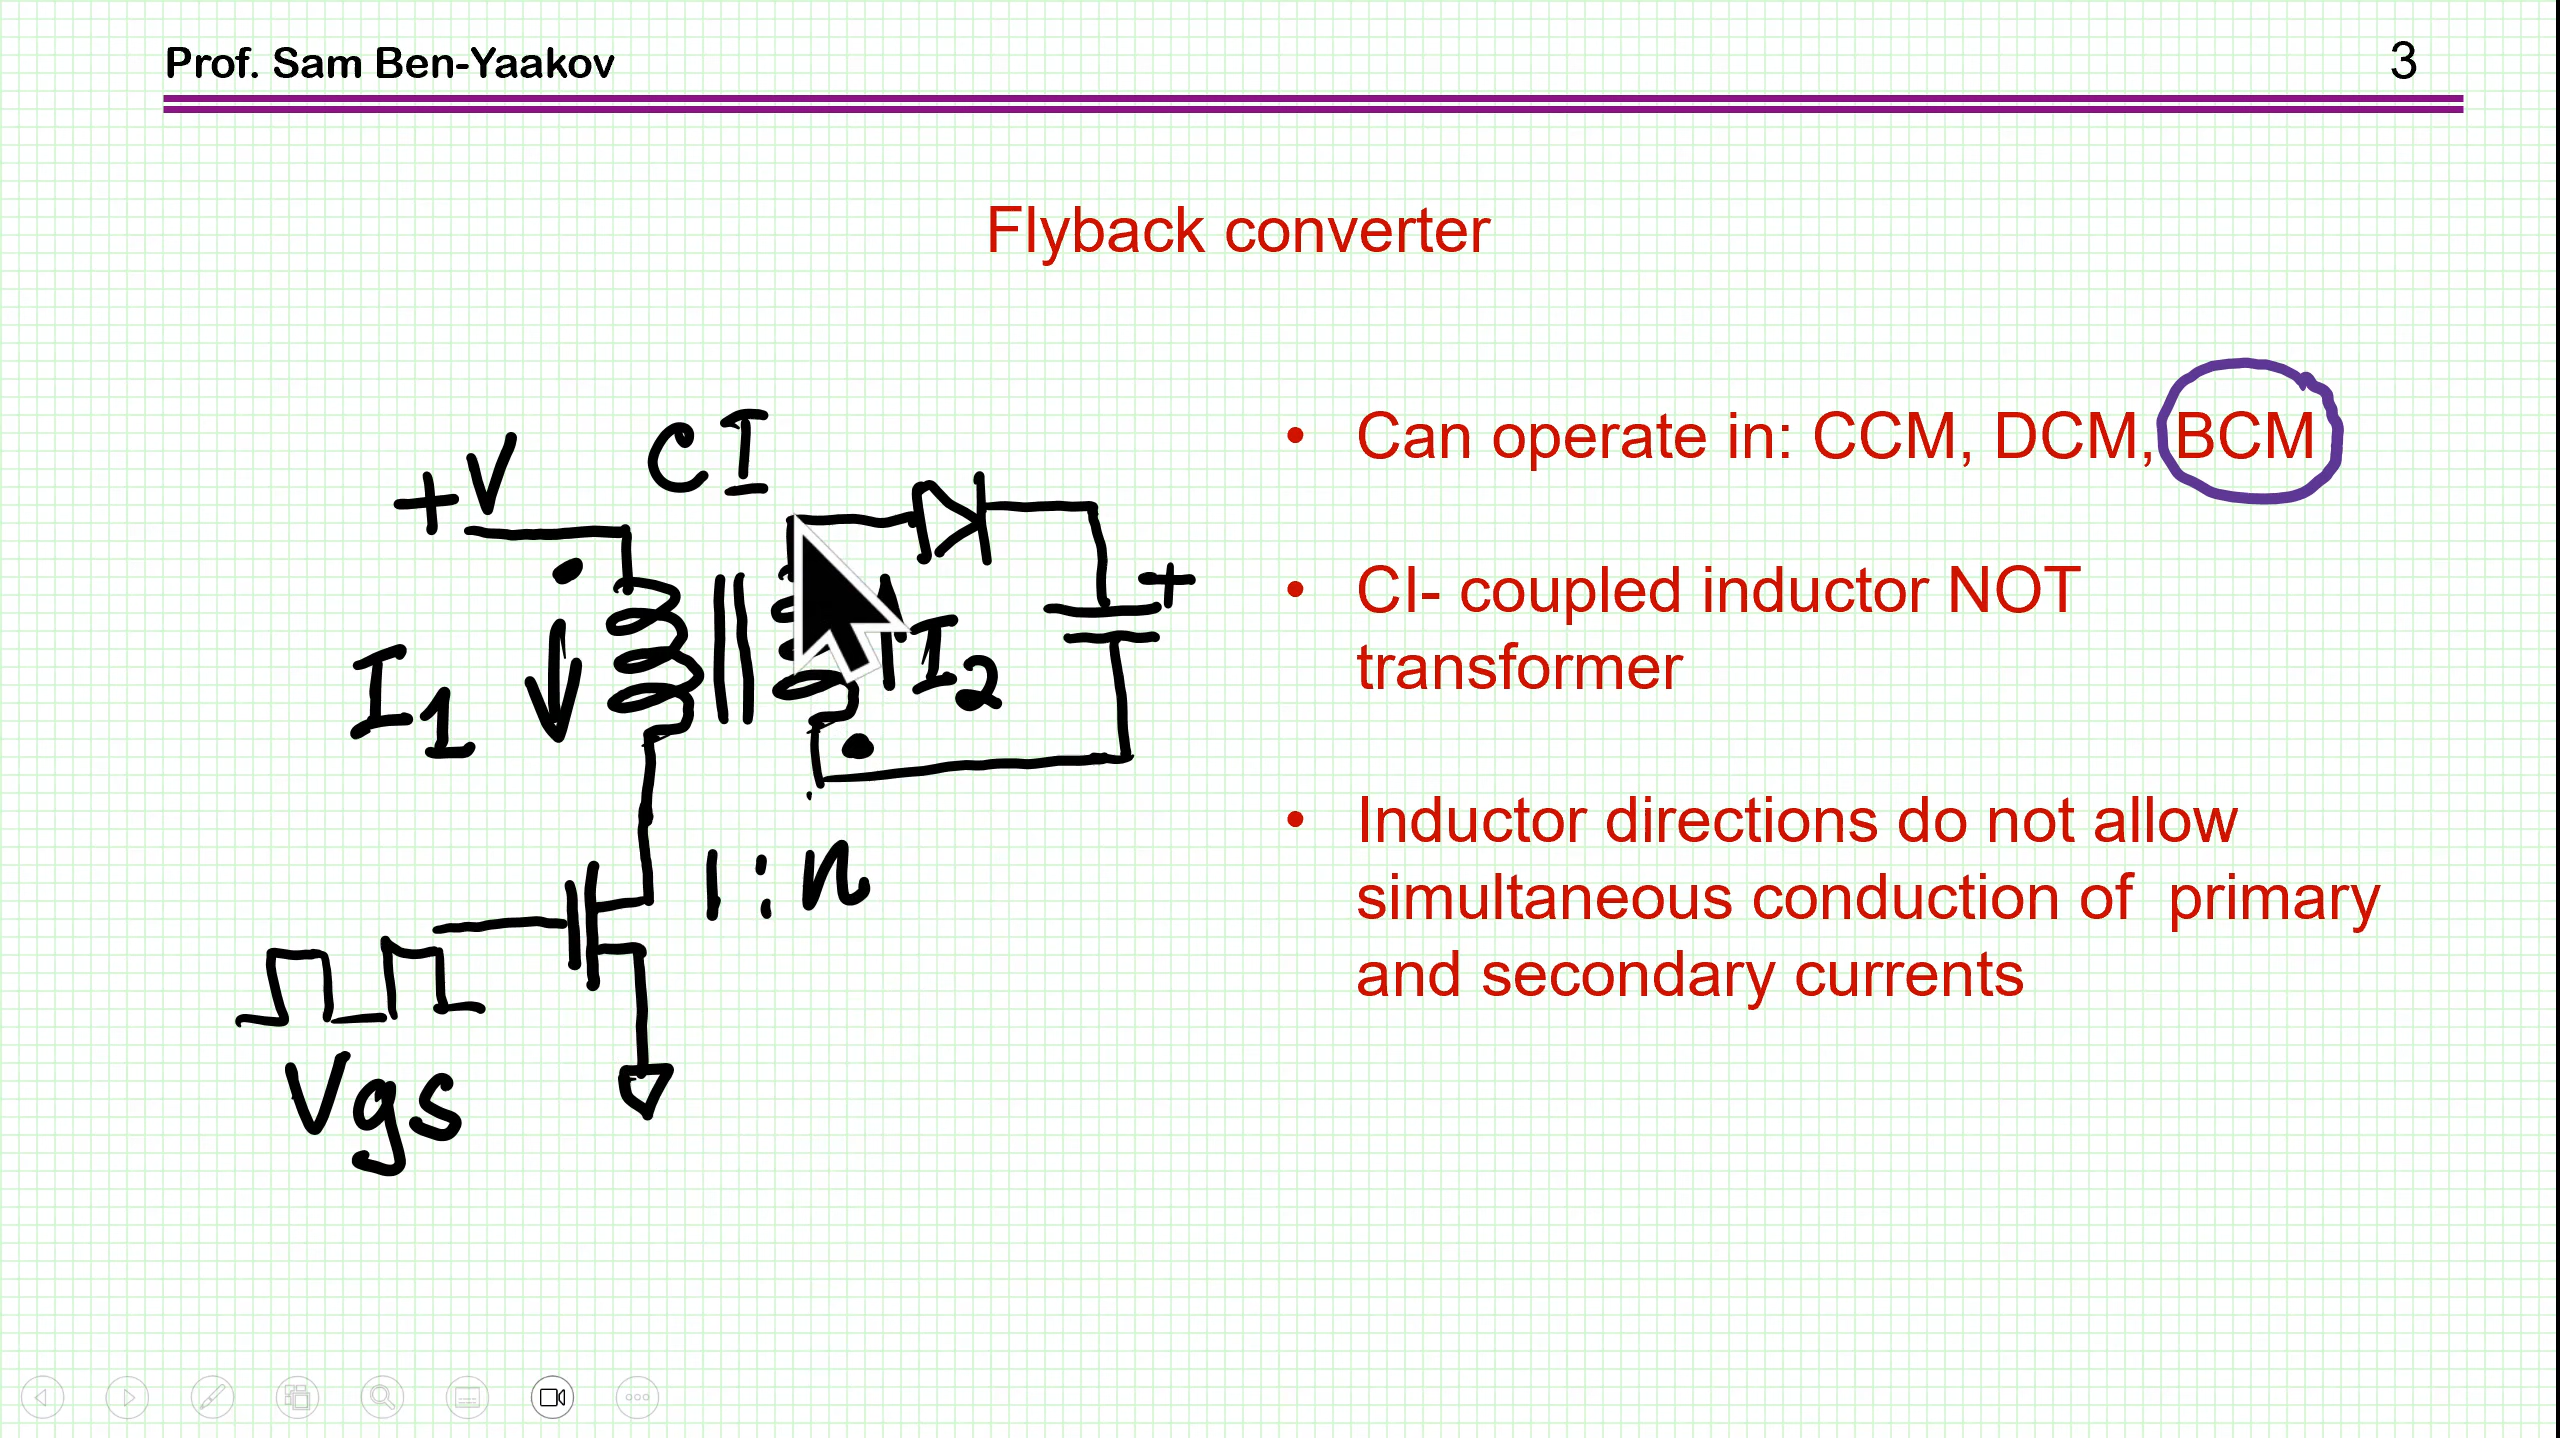 Prof. Sam Ben-Yaakov
3
Flyback converter
• Can operate in: CCM, DCM, BCM
• CI- coupled inductor NOT
transformer
• Inductor directions do not allow
simultaneous conduction of primary
and secondary currents
CI
+V
+
I1
I2
1:n
Vgs